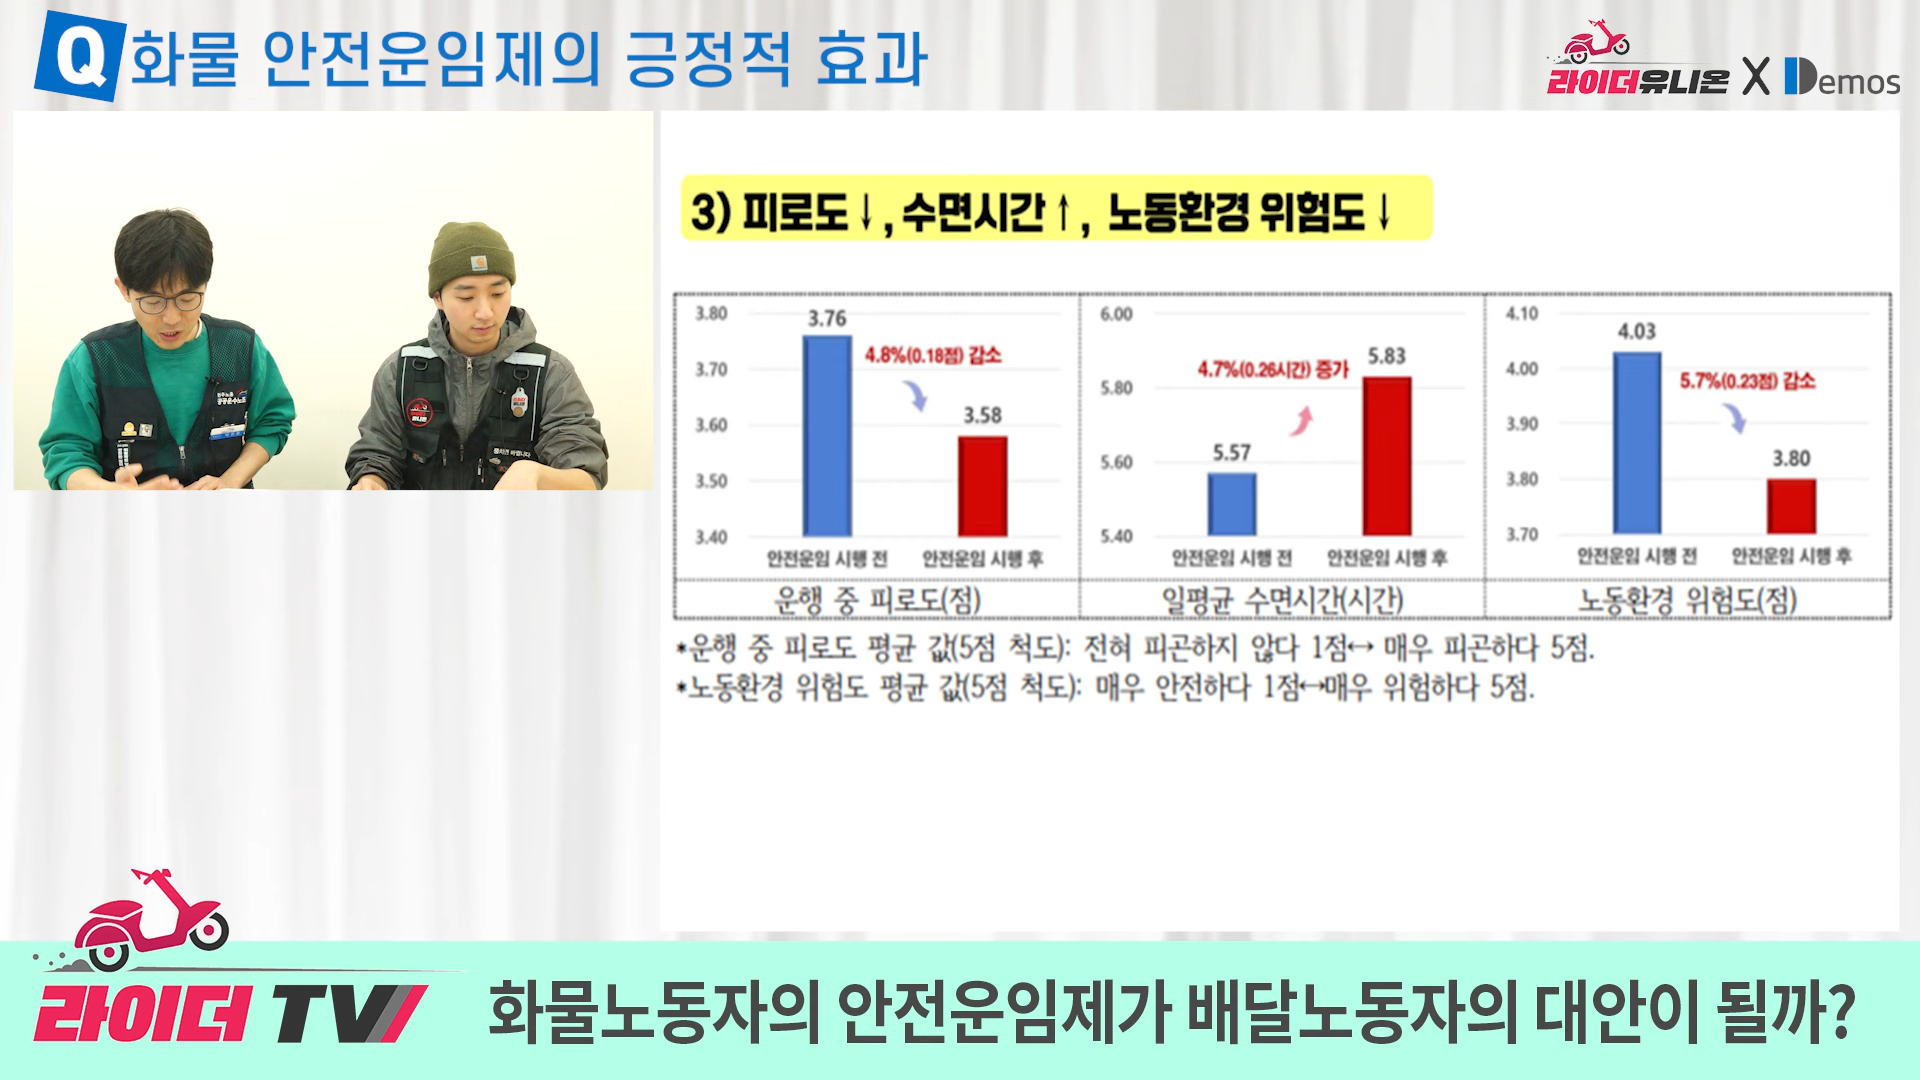 Q 화물 안전운임제의 긍정적 효과
라이더유니온 X Demos
3) 피로도↓, 수면시간↑, 노동환경 위험도↓
3.80
3.70
3.60
3.50
3.40
3.76
4.8%(0.18점) 감소
3.58
안전운임 시행 전 안전운임 시행 후
운행 중 피로도(점)
6.00
5.80
5.60
5.40
5.57
4.7%(0.26시간) 증가
5.83
안전운임 시행 전 안전운임 시행 후
일평균 수면시간(시간)
4.10
4.00
3.90
3.80
3.70
4.03
5.7%(0.23점) 감소
3.80
안전운임 시행 전 안전운임 시행 후
노동환경 위험도(점)
*운행 중 피로도 평균 값(5점 척도): 전혀 피곤하지 않다 1점↔ 매우 피곤하다 5점.
*노동환경 위험도 평균 값(5점 척도): 매우 안전하다 1점↔매우 위험하다 5점.
라이더 TV
화물노동자의 안전운임제가 배달노동자의 대안이 될까?